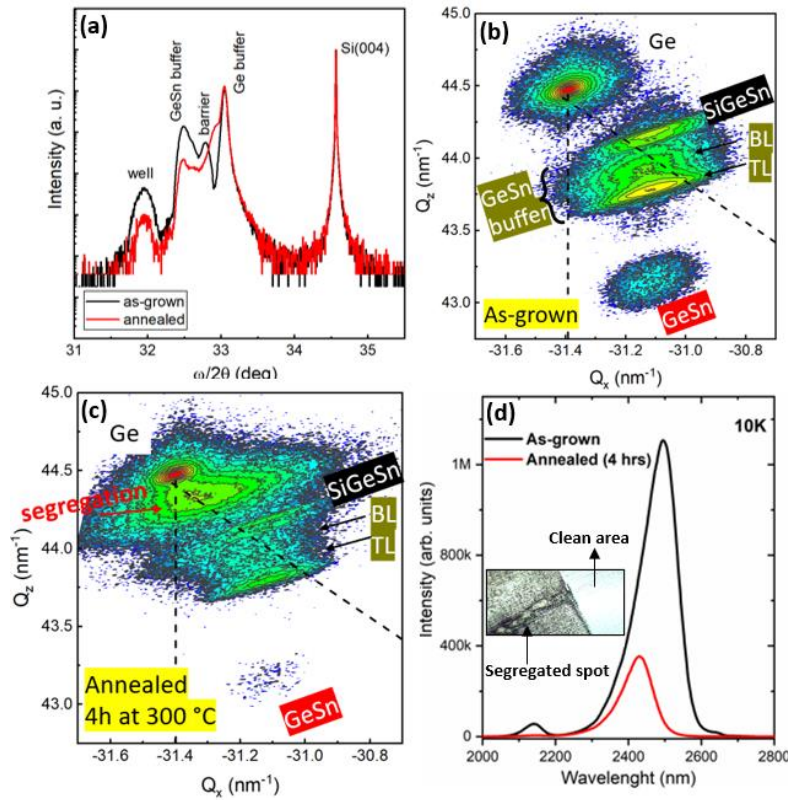 (a)
Intensity (a. u.)
well
GeSn buffer
barrier
Ge buffer
Si(004)
as-grown
annealed
31 32 33 34 35
ω/2θ (deg)
(b)
Ge
SiGeSn
BL
TL
GeSn
buffer
As-grown
GeSn
45.0
44.5
44.0
43.5
43.0
Q_z (nm⁻¹)
-31.6 -31.4 -31.2 -31.0 -30.8
Q_x (nm⁻¹)
(c)
Ge
segregation
SiGeSn
BL
TL
Annealed
4h at 300 °C
GeSn
45.0
44.5
44.0
43.5
43.0
Q_z (nm⁻¹)
-31.6 -31.4 -31.2 -31.0 -30.8
Q_x (nm⁻¹)
(d)
10K
As-grown
Annealed (4 hrs)
Clean area
Segregated spot
1M
800k
600k
400k
0
Intensity (arb. units)
2000 2200 2400 2600 2800
Wavelenght (nm)